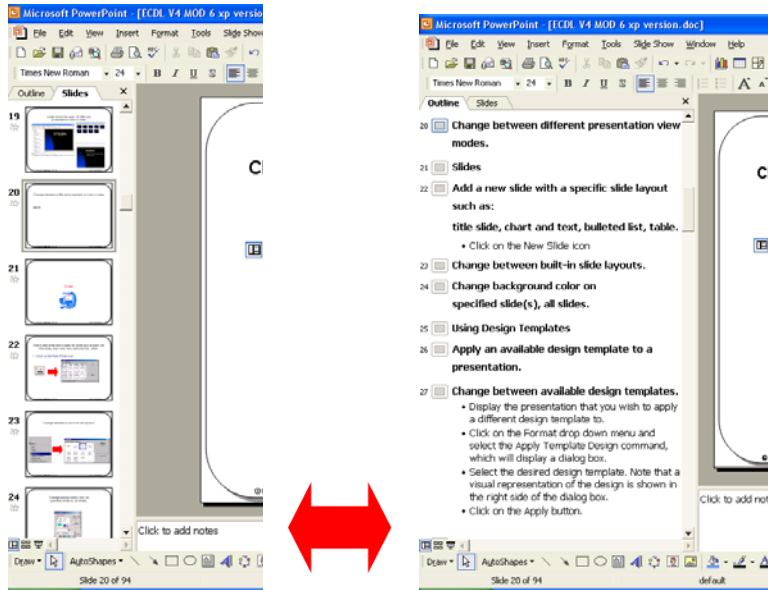 Microsoft PowerPoint - [ECDL V4 MOD 6 xp versio
File Edit View Insert Format Tools Slide Show
Times New Roman 24 B I U S
Outline Slides
19
20
21
22
23
24
Click to add notes
Draw AutoShapes
Slide 20 of 94
Microsoft PowerPoint - [ECDL V4 MOD 6 xp version.doc]
File Edit View Insert Format Tools Slide Show Window Help
Times New Roman 24 B I U S
Outline Slides
20 Change between different presentation view
modes.
21 Slides
22 Add a new slide with a specific slide layout
such as:
title slide, chart and text, bulleted list, table.
• Click on the New Slide icon
23 Change between built-in slide layouts.
24 Change background color on
specified slide(s), all slides.
25 Using Design Templates
26 Apply an available design template to a
presentation.
27 Change between available design templates.
• Display the presentation that you wish to apply
a different design template to.
• Click on the Format drop down menu and
select the Apply Template Design command,
which will display a dialog box.
• Select the desired design template. Note that a
visual representation of the design is shown in
the right side of the dialog box.
• Click on the Apply button.
Click to add not
Draw AutoShapes
Slide 20 of 94 default